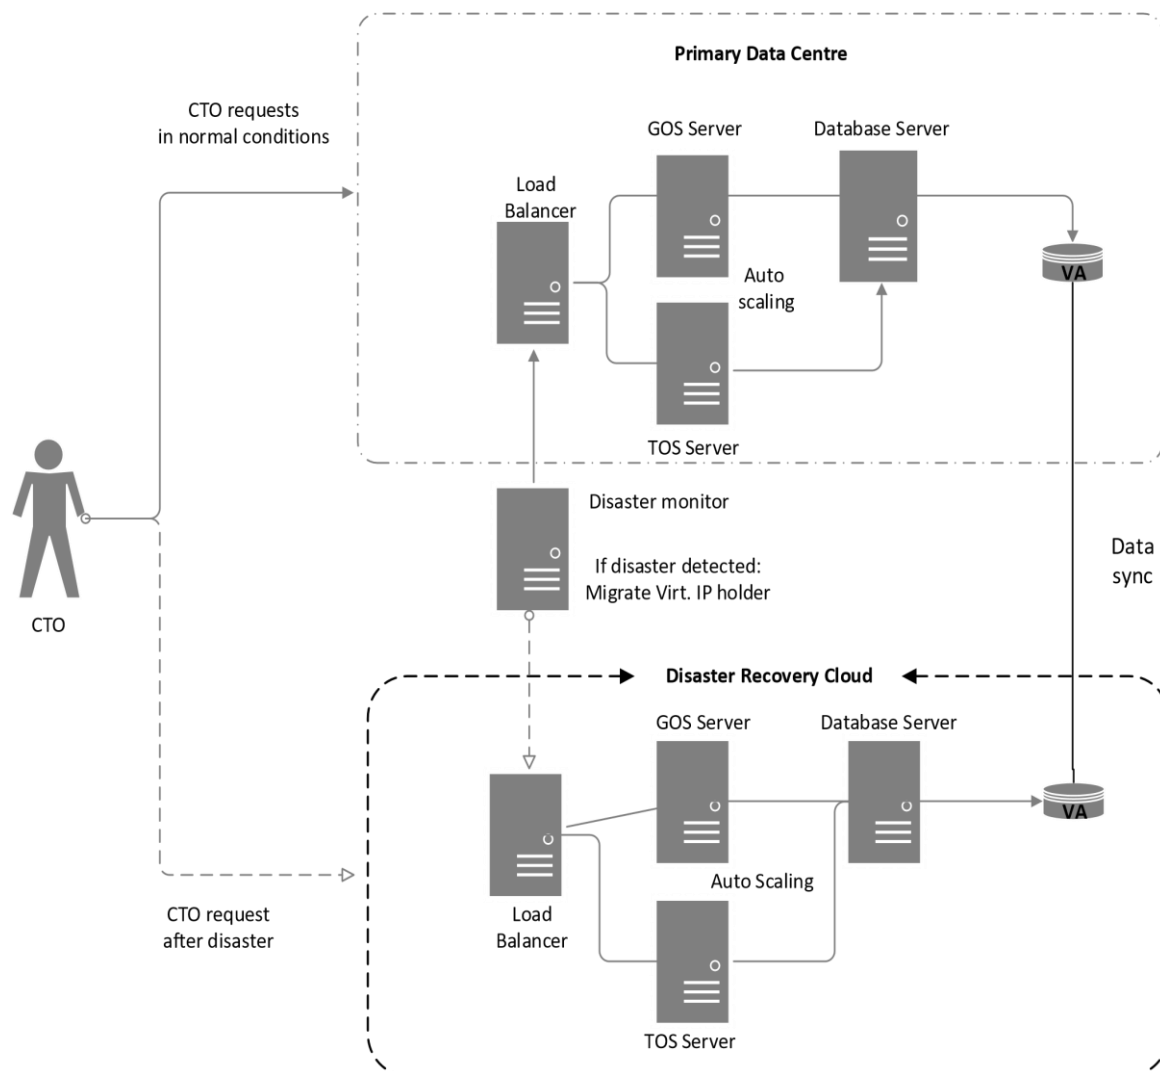 Primary Data Centre
CTO requests
in normal conditions
GOS Server
Database Server
Load
Balancer
VA
Auto
scaling
TOS Server
Disaster monitor
If disaster detected:
Migrate Virt. IP holder
Data
sync
CTO
Disaster Recovery Cloud
GOS Server
Database Server
VA
Auto Scaling
CTO request
after disaster
Load
Balancer
TOS Server